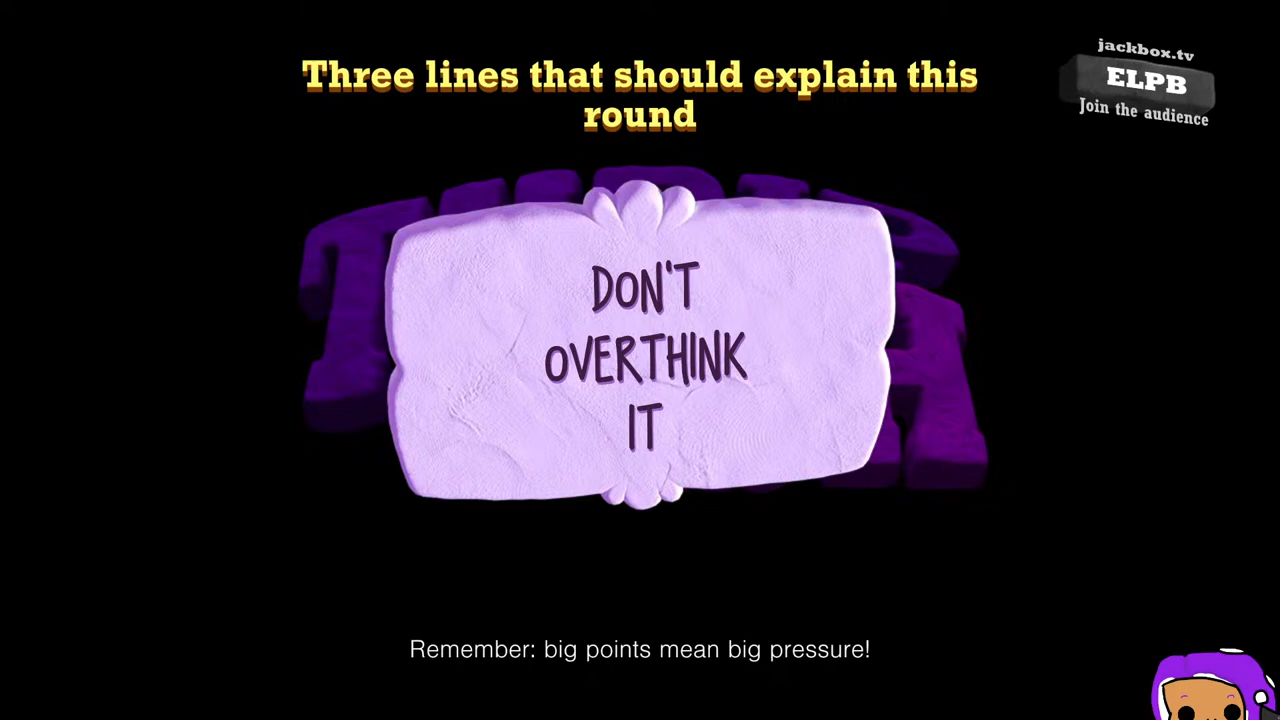 jackbox.tv
ELPB
Join the audience
Three lines that should explain this
round
DON'T
OVERTHINK
IT
Remember: big points mean big pressure!